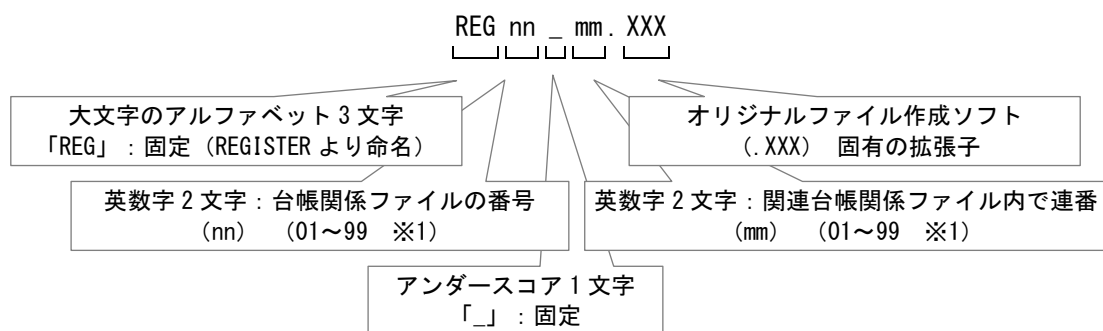 REG nn _ mm. XXX
大文字のアルファベット 3 文字
「REG」：固定（REGISTER より命名）
オリジナルファイル作成ソフト
（.XXX） 固有の拡張子
英数字 2 文字：台帳関係ファイルの番号
（nn） （01～99 ※1）
英数字 2 文字：関連台帳関係ファイル内で連番
（mm） （01～99 ※1）
アンダースコア 1 文字
「_」：固定